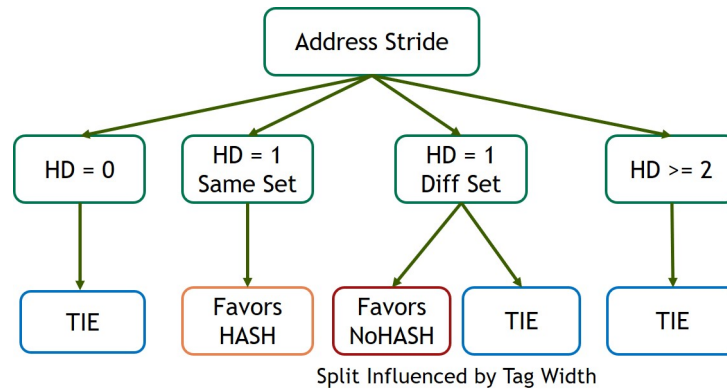 Address Stride
HD = 0
HD = 1
Same Set
HD = 1
Diff Set
HD >= 2
TIE
Favors
HASH
Favors
NoHASH
TIE
TIE
Split Influenced by Tag Width